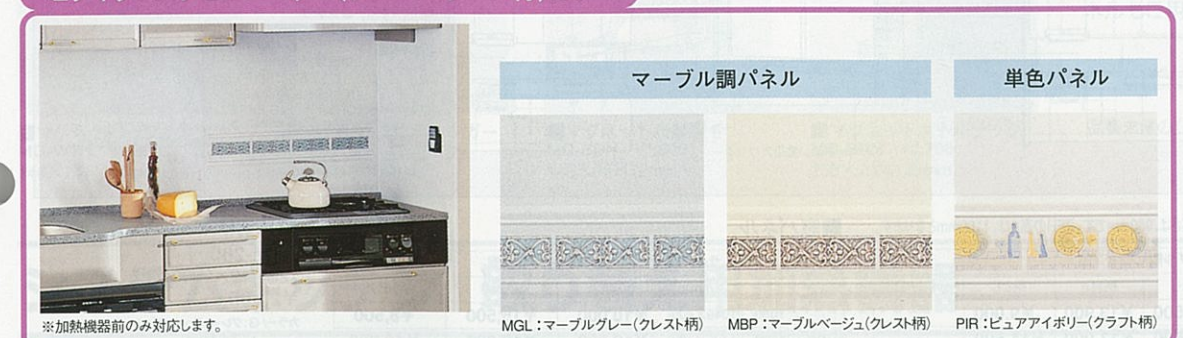 マーブル調パネル
単色パネル
※加熱機器前のみ対応します。
MGL：マーブルグレー(クレスト柄)
MBP：マーブルベージュ(クレスト柄)
PIR：ピュアアイボリー(クラフト柄)